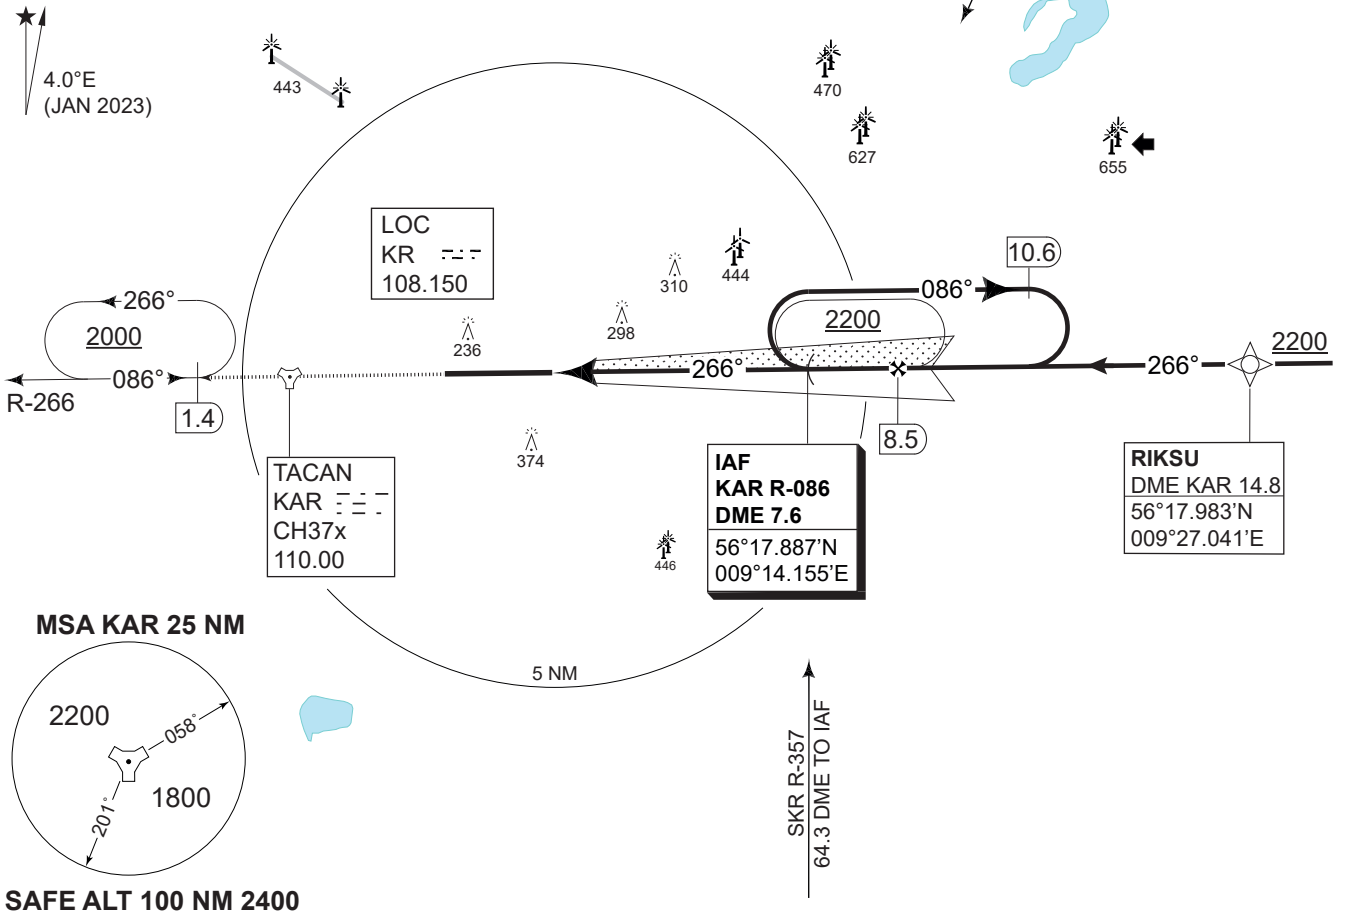 4.0°E
(JAN 2023)
443
470
627
655
LOC
KR
108.150
444
310
298
236
10.6
086°
2200
266°
2000
086°
R-266
1.4
266°
266°
2200
8.5
374
TACAN
KAR
CH37x
110.00
IAF
KAR R-086
DME 7.6
56°17.887’N
009°14.155’E
RIKSU
DME KAR 14.8
56°17.983’N
009°27.041’E
446
5 NM
MSA KAR 25 NM
2200
058°
1800
201°
SKR R-357
64.3 DME TO IAF
SAFE ALT 100 NM 2400